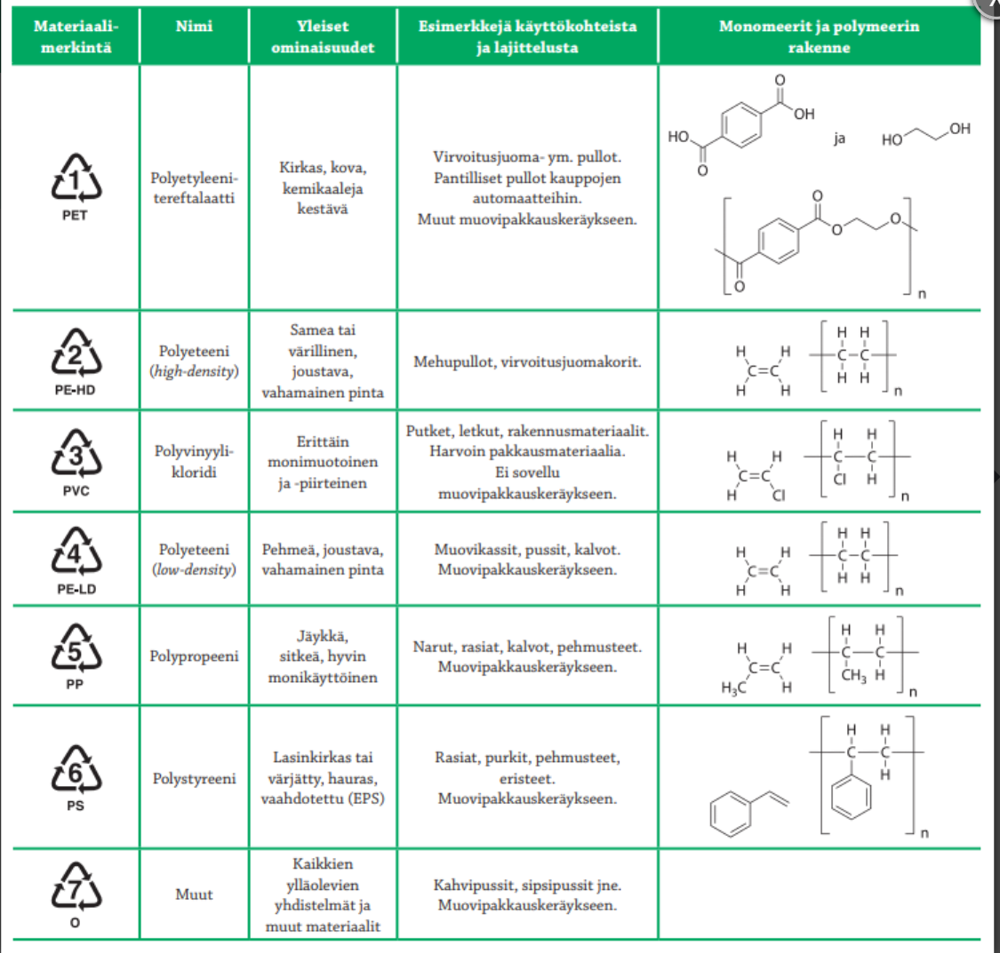 Materiaali-
merkintä
Nimi
Yleiset
ominaisuudet
Esimerkkejä käyttökohteista
ja lajittelusta
Monomeerit ja polymeerin
rakenne
1
PET
Polyetyleeni-
tereftalaatti
Kirkas, kova,
kemikaaleja
kestävä
Virvoitusjuoma- ym. pullot.
Pantilliset pullot kauppojen
automaatteihin.
Muut muovipakkauskeräykseen.
O
OH
HO
O
ja
HO
OH
O
O
O
O
n
2
PE-HD
Polyeteeni
(high-density)
Samea tai
värillinen,
joustava,
vahamainen pinta
Mehupullot, virvoitusjuomakorit.
H H
C=C
H H
H H
C-C
H H
n
3
PVC
Polyvinyyli-
kloridi
Erittäin
monimuotoinen
ja -piirteinen
Putket, letkut, rakennusmateriaalit.
Harvoin pakkausmateriaalia.
Ei sovellu
muovipakkauskeräykseen.
H H
C=C
H Cl
H H
C-C
Cl H
n
4
PE-LD
Polyeteeni
(low-density)
Pehmeä, joustava,
vahamainen pinta
Muovikassit, pussit, kalvot.
Muovipakkauskeräykseen.
H H
C=C
H H
H H
C-C
H H
n
5
PP
Polypropeeni
Jäykkä,
sitkeä, hyvin
monikäyttöinen
Narut, rasiat, kalvot, pehmusteet.
Muovipakkauskeräykseen.
H H
C=C
H₃C H
H H
C-C
CH₃ H
n
6
PS
Polystyreeni
Lasinkirkas tai
värjätty, hauras,
vaahdotettu (EPS)
Rasiat, purkit, pehmusteet,
eristeet.
Muovipakkauskeräykseen.
H H
C-C
H
n
7
O
Muut
Kaikkien
ylläolevien
yhdistelmät ja
muut materiaalit
Kahvipussit, sipsipussit jne.
Muovipakkauskeräykseen.